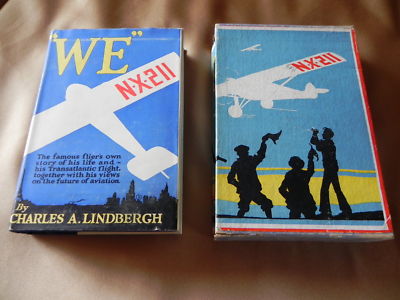 "WE"
N-X-211
The famous flier's own
story of his life and
his Transatlantic flight,
together with his views
on the future of aviation.
By
CHARLES A. LINDBERGH
NX-211